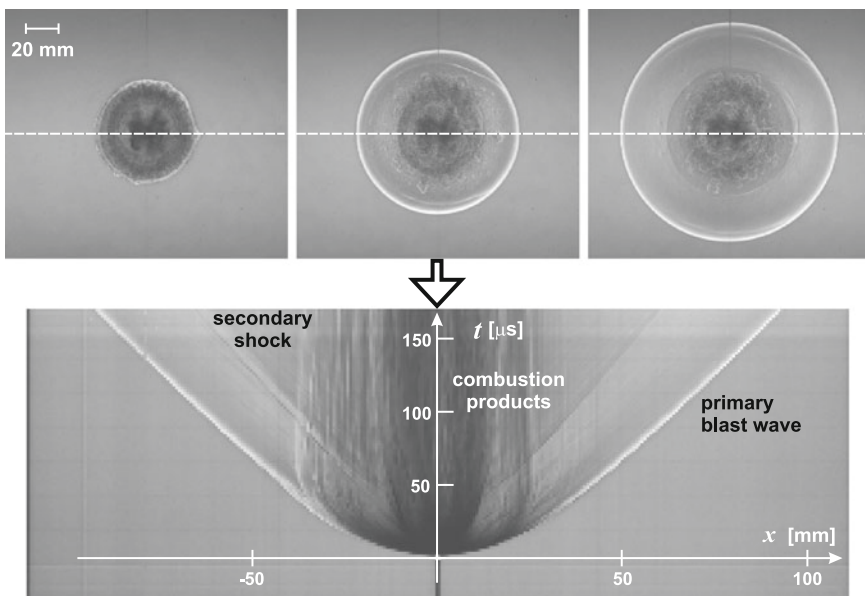 20 mm
secondary
shock
t [µs]
150
combustion
products
100
primary
blast wave
50
x [mm]
-50
50
100